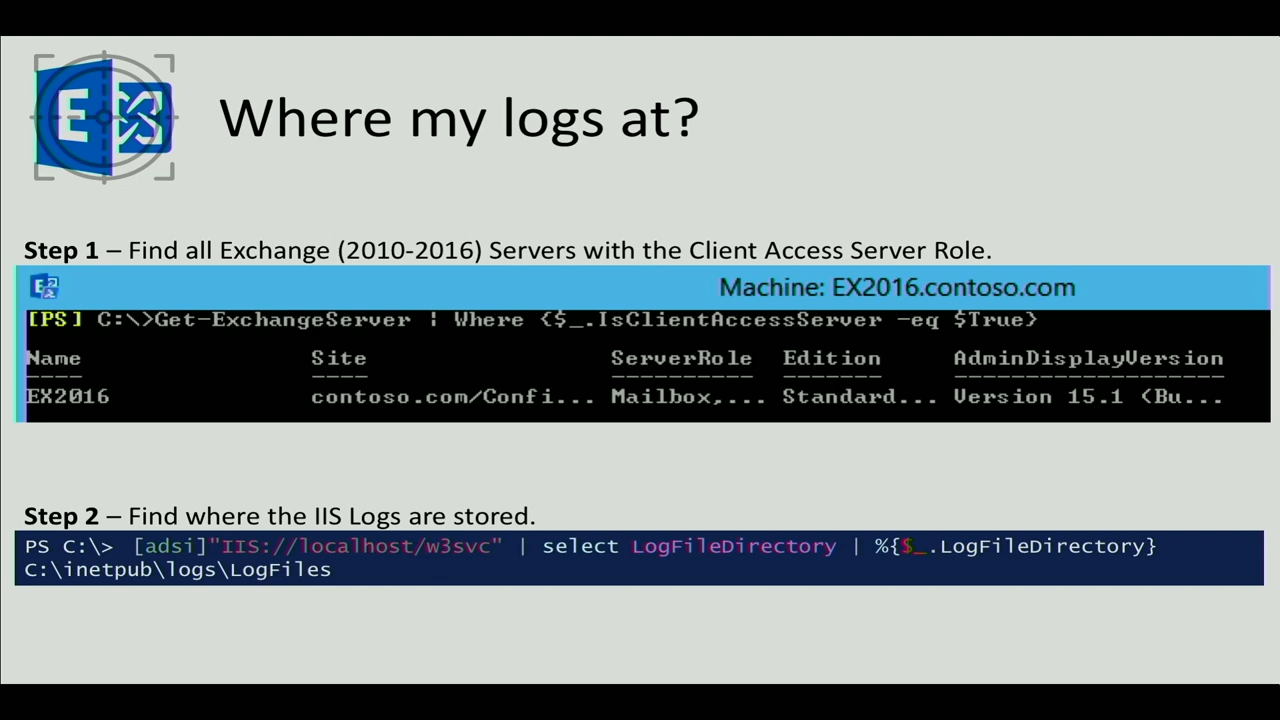 Where my logs at?
Step 1 – Find all Exchange (2010-2016) Servers with the Client Access Server Role.
Machine: EX2016.contoso.com
[PS] C:\>Get-ExchangeServer | Where {$_.IsClientAccessServer -eq $True}
Name Site ServerRole Edition AdminDisplayVersion
---- ---- ---------- ------- -------------------
EX2016 contoso.com/Confi... Mailbox,... Standard... Version 15.1 (Bu...
Step 2 – Find where the IIS Logs are stored.
PS C:\> [adsi]"IIS://localhost/w3svc" | select LogFileDirectory | %{$_.LogFileDirectory}
C:\inetpub\logs\LogFiles